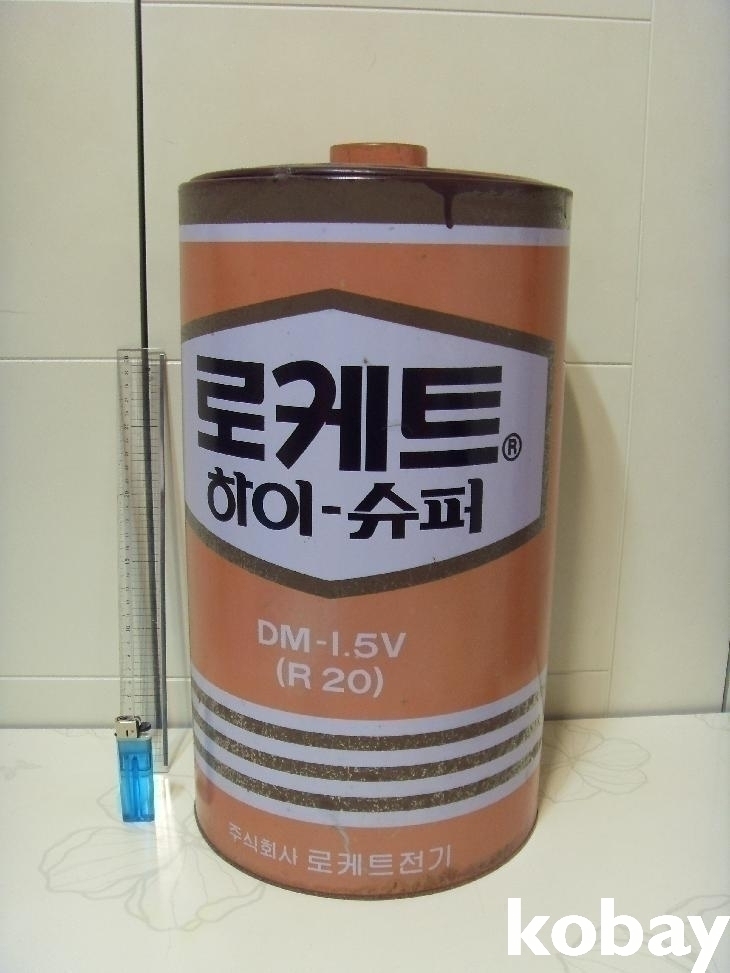 로케트®
하이-슈퍼
DM-1.5V
(R 20)
주식회사 로케트전기
kobay